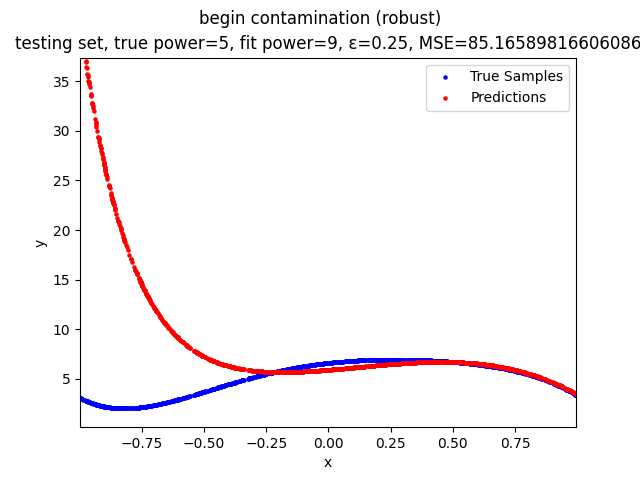 begin contamination (robust)
testing set, true power=5, fit power=9, ε=0.25, MSE=85.16589816606086
True Samples
Predictions
35
30
25
20
15
10
5
y
−0.75
−0.50
−0.25
0.00
0.25
0.50
0.75
x